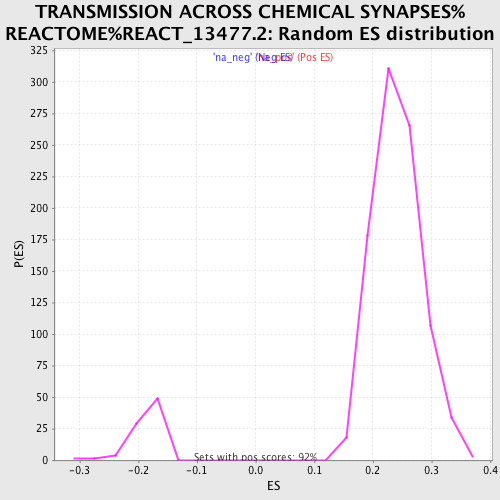 TRANSMISSION ACROSS CHEMICAL SYNAPSES%
REACTOME%REACT_13477.2: Random ES distribution
'na_neg' (Neg ES)
'na_pos' (Pos ES)
325
300
275
250
225
200
175
150
125
100
75
50
25
0
P(ES)
Sets with pos scores: 92%
-0.3 -0.2 -0.1 0.0 0.1 0.2 0.3 0.4
ES